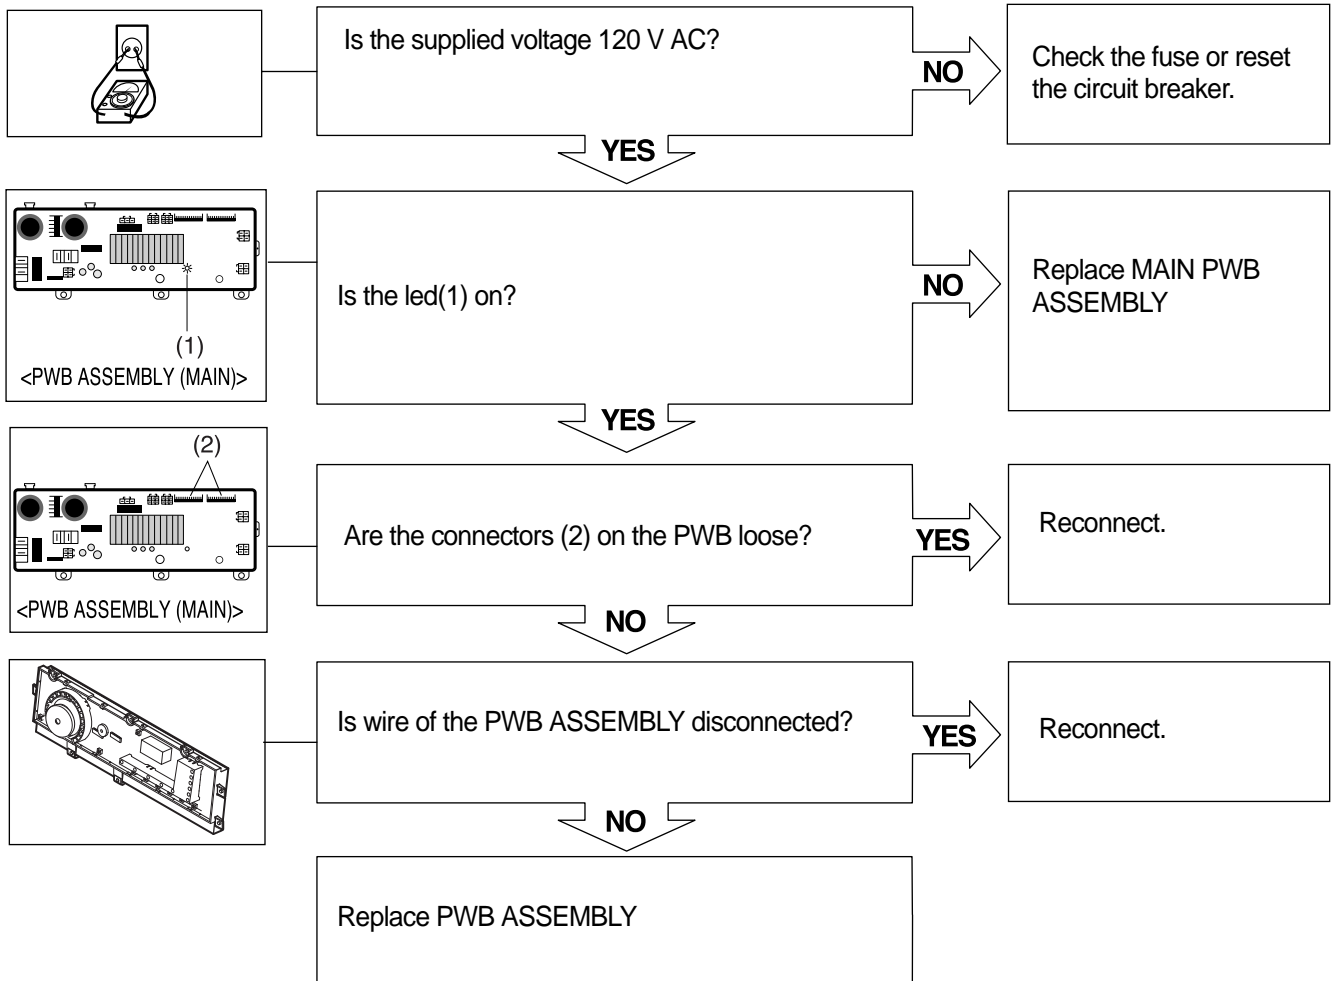 Is the supplied voltage 120 V AC?
NO
Check the fuse or reset
the circuit breaker.
YES
(1)
<PWB ASSEMBLY (MAIN)>
Is the led(1) on?
NO
Replace MAIN PWB
ASSEMBLY
YES
(2)
<PWB ASSEMBLY (MAIN)>
Are the connectors (2) on the PWB loose?
YES
Reconnect.
NO
Is wire of the PWB ASSEMBLY disconnected?
YES
Reconnect.
NO
Replace PWB ASSEMBLY